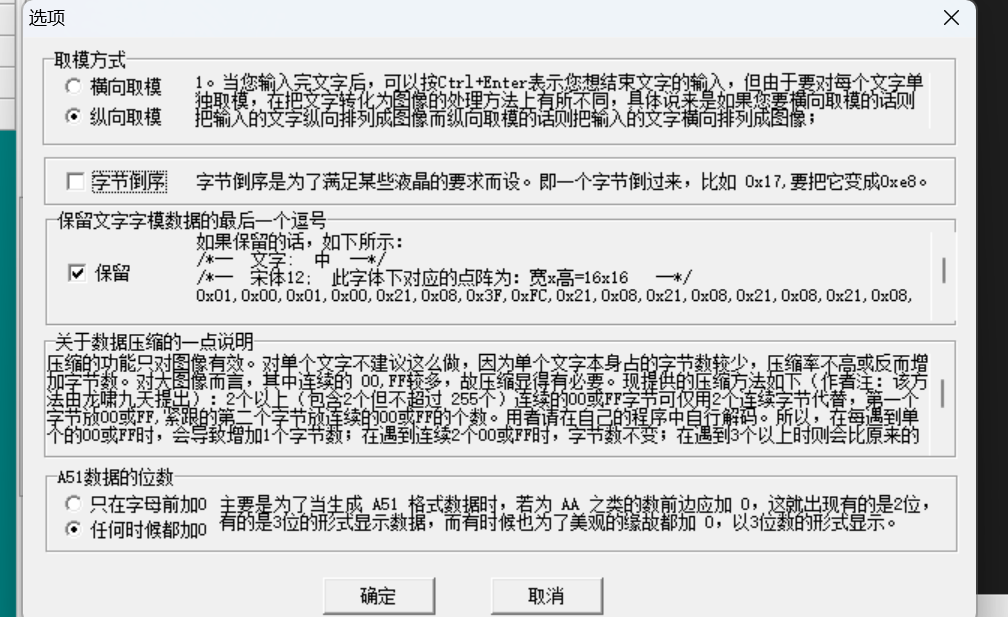 选项
取模方式
横向取模
纵向取模
1。当您输入完文字后，可以按Ctrl+Enter表示您想结束文字的输入，但由于要对每个文字单
独取模，在把文字转化为图像的处理方法上有所不同，具体说来是如果您要横向取模的话则
把输入的文字纵向排列成图像而纵向取模的话则把输入的文字横向排列成图像；
字节倒序
字节倒序是为了满足某些液晶的要求而设。即一个字节倒过来，比如 0x17,要把它变成0xe8。
保留文字字模数据的最后一个逗号
保留
如果保留的话，如下所示：
/*— 文字: 中 —*/
/*— 宋体12; 此字体下对应的点阵为：宽x高=16x16 —*/
0x01,0x00,0x01,0x00,0x21,0x08,0x3F,0xFC,0x21,0x08,0x21,0x08,0x21,0x08,0x21,0x08,
关于数据压缩的一点说明
压缩的功能只对图像有效。对单个文字不建议这么做，因为单个文字本身占的字节数较少，压缩率不高或反而增
加字节数。对大图像而言，其中连续的 00,FF较多，故压缩显得有必要。现提供的压缩方法如下（作者注：该方
法由龙啸九天提出）：2个以上（包含2个但不超过 255个）连续的00或FF字节可仅用2个连续字节代替，第一个
字节放00或FF,紧跟的第二个字节放连续的00或FF的个数。用者请在自己的程序中自行解码。所以，在每遇到单
个的00或FF时，会导致增加1个字节数；在遇到连续2个00或FF时，字节数不变；在遇到3个以上时则会比原来的
A51数据的位数
只在字母前加0
任何时候都加0
主要是为了当生成 A51 格式数据时，若为 AA 之类的数前边应加 0，这就出现有的是2位，
有的是3位的形式显示数据，而有时候也为了美观的缘故都加 0，以3位数的形式显示。
确定
取消